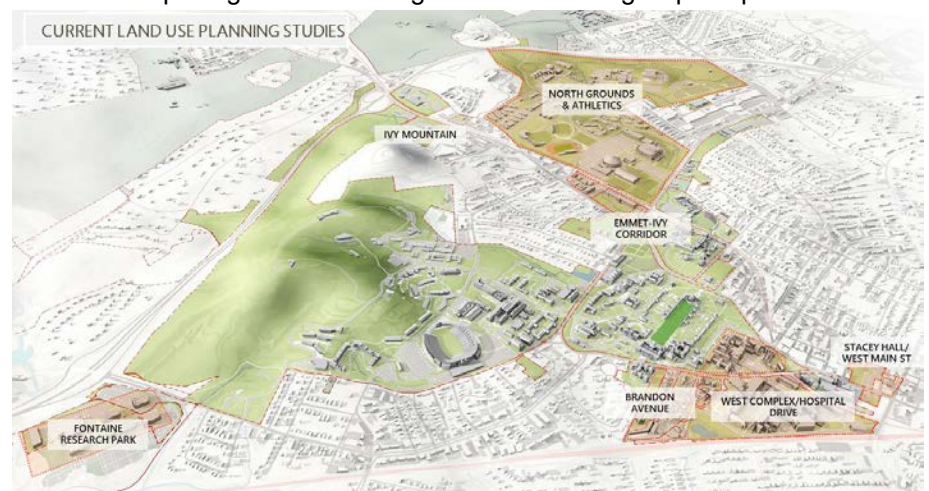 CURRENT LAND USE PLANNING STUDIES
NORTH GROUNDS
& ATHLETICS
IVY MOUNTAIN
EMMET-IVY
CORRIDOR
STACEY HALL/
WEST MAIN ST
BRANDON
AVENUE
WEST COMPLEX/HOSPITAL
DRIVE
FONTAINE
RESEARCH PARK